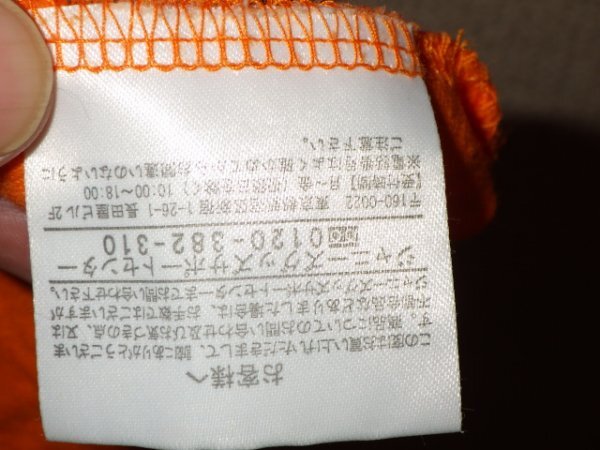 お客様へ
この度はお買い上げいただきまして、誠にありがとうございま
す。商品についてのお問い合わせ及びお気づきの点、又は
不都合な品などありました場合は、お手数ではございますが
ジャニーズグッズサポートセンターまでお問い合わせ下さい。
ジャニーズグッズサポートセンター
0120-382-310
〒160-0022 東京都新宿区新宿 1-26-1 長田屋ビル2F
【受付時間】月～金(祝祭日を除く) 10:00～18:00
※電話番号はよく確かめてからお間違いのないように
ご注意下さい。